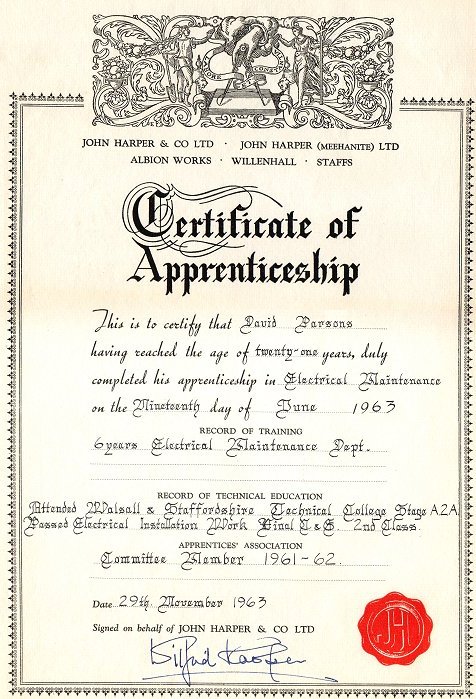 JOHN HARPER & CO LTD · JOHN HARPER (MEEHANITE) LTD
ALBION WORKS · WILLENHALL · STAFFS
Certificate of
Apprenticeship
This is to certify that David Parsons
having reached the age of twenty-one years, duly
completed his apprenticeship in Electrical Maintenance
on the Nineteenth day of June 1963
RECORD OF TRAINING
6 years Electrical Maintenance Dept.
RECORD OF TECHNICAL EDUCATION
Attended Walsall & Staffordshire Technical College Stage A2A
Passed Electrical Installation Work Final C&G. 2nd Class.
APPRENTICES' ASSOCIATION
Committee Member 1961-62.
Date 29th. November 1963
Signed on behalf of JOHN HARPER & CO LTD
JH